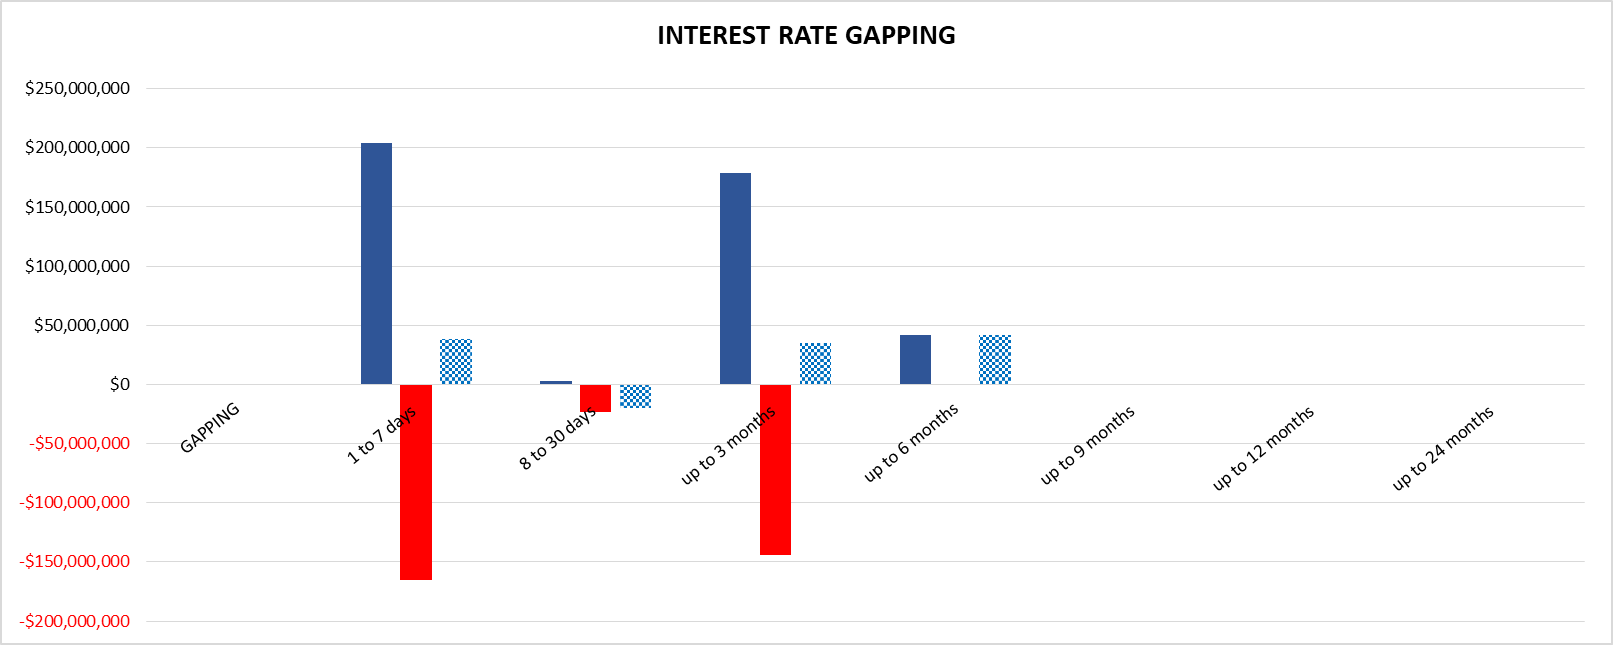 INTEREST RATE GAPPING
$250,000,000
$200,000,000
$150,000,000
$100,000,000
$50,000,000
$0
-$50,000,000
-$100,000,000
-$150,000,000
-$200,000,000
GAPPING
1 to 7 days
8 to 30 days
up to 3 months
up to 6 months
up to 9 months
up to 12 months
up to 24 months